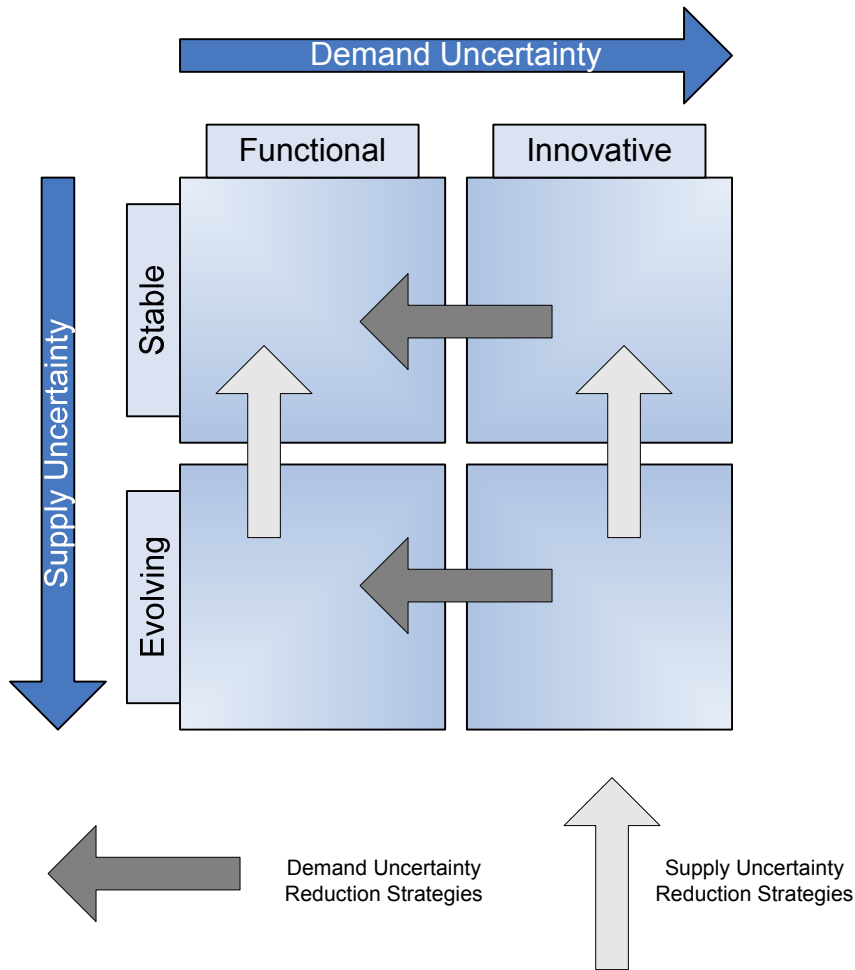 Demand Uncertainty
Functional
Innovative
Supply Uncertainty
Stable
Evolving
Demand Uncertainty
Reduction Strategies
Supply Uncertainty
Reduction Strategies